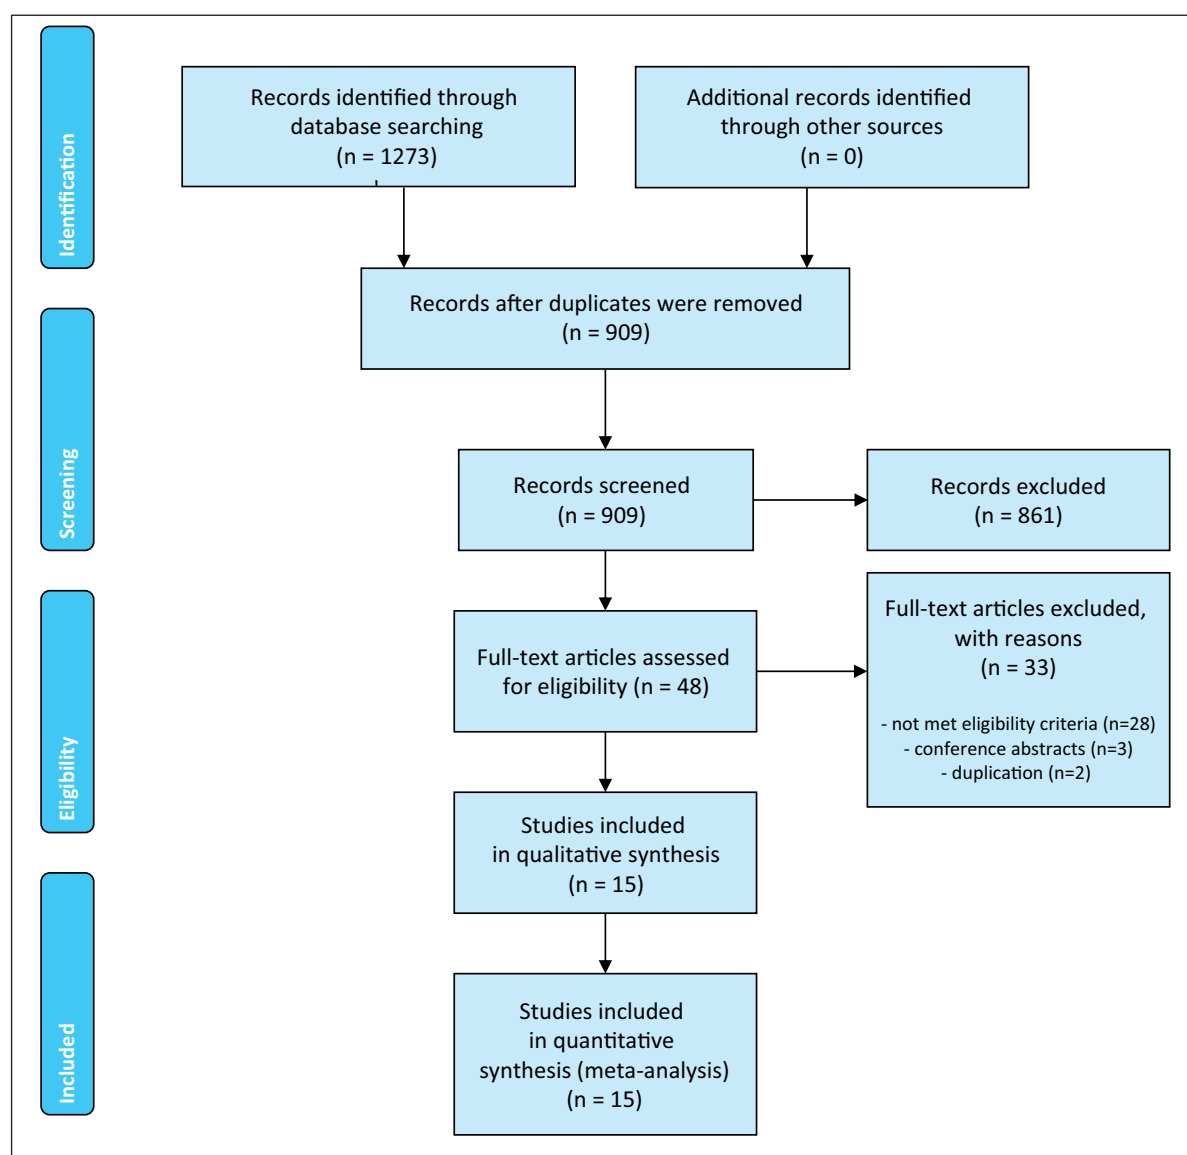 Identification
Records identified through
database searching
(n = 1273)
Additional records identified
through other sources
(n = 0)
Records after duplicates were removed
(n = 909)
Screening
Records screened
(n = 909)
Records excluded
(n = 861)
Eligibility
Full-text articles assessed
for eligibility (n = 48)
Full-text articles excluded,
with reasons
(n = 33)
- not met eligibility criteria (n=28)
- conference abstracts (n=3)
- duplication (n=2)
Studies included
in qualitative synthesis
(n = 15)
Included
Studies included
in quantitative
synthesis (meta-analysis)
(n = 15)